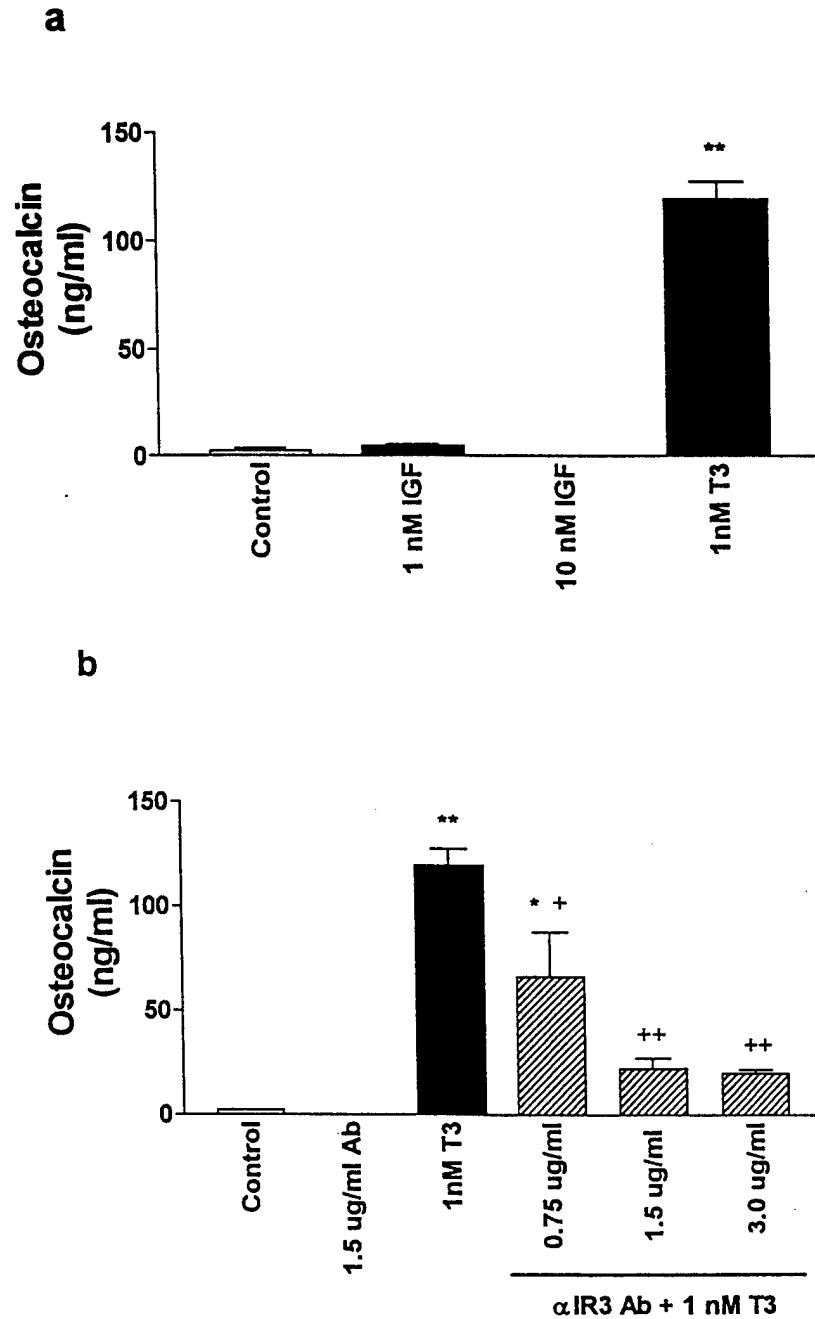 a
150
**
100
50
0
Osteocalcin
(ng/ml)
Control
1 nM IGF
10 nM IGF
1nM T3
b
150
**
100
* +
50
++
++
0
Osteocalcin
(ng/ml)
Control
1.5 ug/ml Ab
1nM T3
0.75 ug/ml
1.5 ug/ml
3.0 ug/ml
αIR3 Ab + 1 nM T3